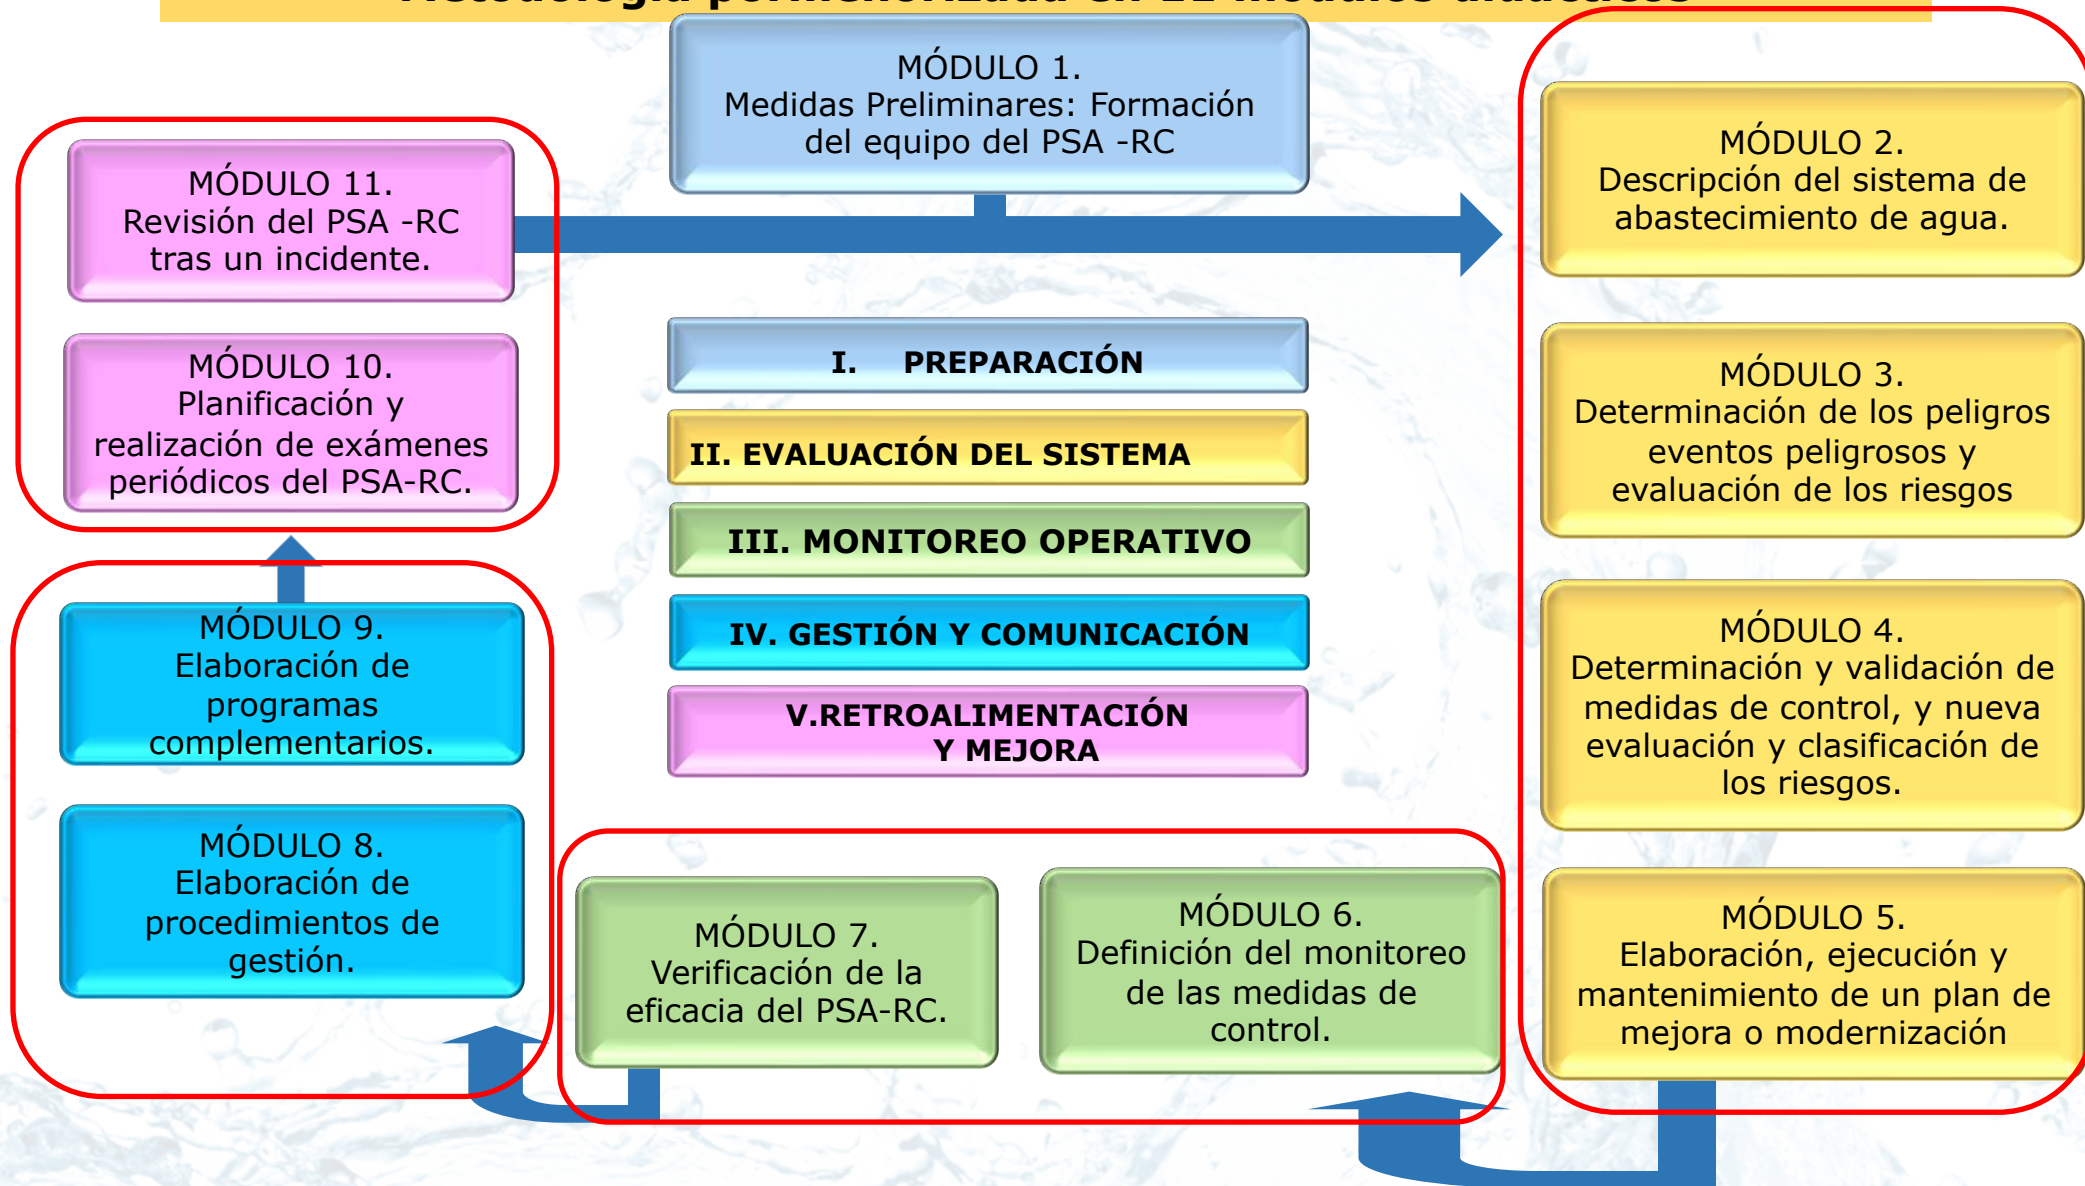 Metodología pormenorizada en 11 módulos didácticos
MÓDULO 1.
Medidas Preliminares: Formación
del equipo del PSA -RC
MÓDULO 2.
Descripción del sistema de
abastecimiento de agua.
MÓDULO 3.
Determinación de los peligros
eventos peligrosos y
evaluación de los riesgos
MÓDULO 4.
Determinación y validación de
medidas de control, y nueva
evaluación y clasificación de
los riesgos.
MÓDULO 5.
Elaboración, ejecución y
mantenimiento de un plan de
mejora o modernización
MÓDULO 6.
Definición del monitoreo
de las medidas de
control.
MÓDULO 7.
Verificación de la
eficacia del PSA-RC.
MÓDULO 8.
Elaboración de
procedimientos de
gestión.
MÓDULO 9.
Elaboración de
programas
complementarios.
MÓDULO 10.
Planificación y
realización de exámenes
periódicos del PSA-RC.
MÓDULO 11.
Revisión del PSA -RC
tras un incidente.
I. PREPARACIÓN
II. EVALUACIÓN DEL SISTEMA
III. MONITOREO OPERATIVO
IV. GESTIÓN Y COMUNICACIÓN
V.RETROALIMENTACIÓN
Y MEJORA